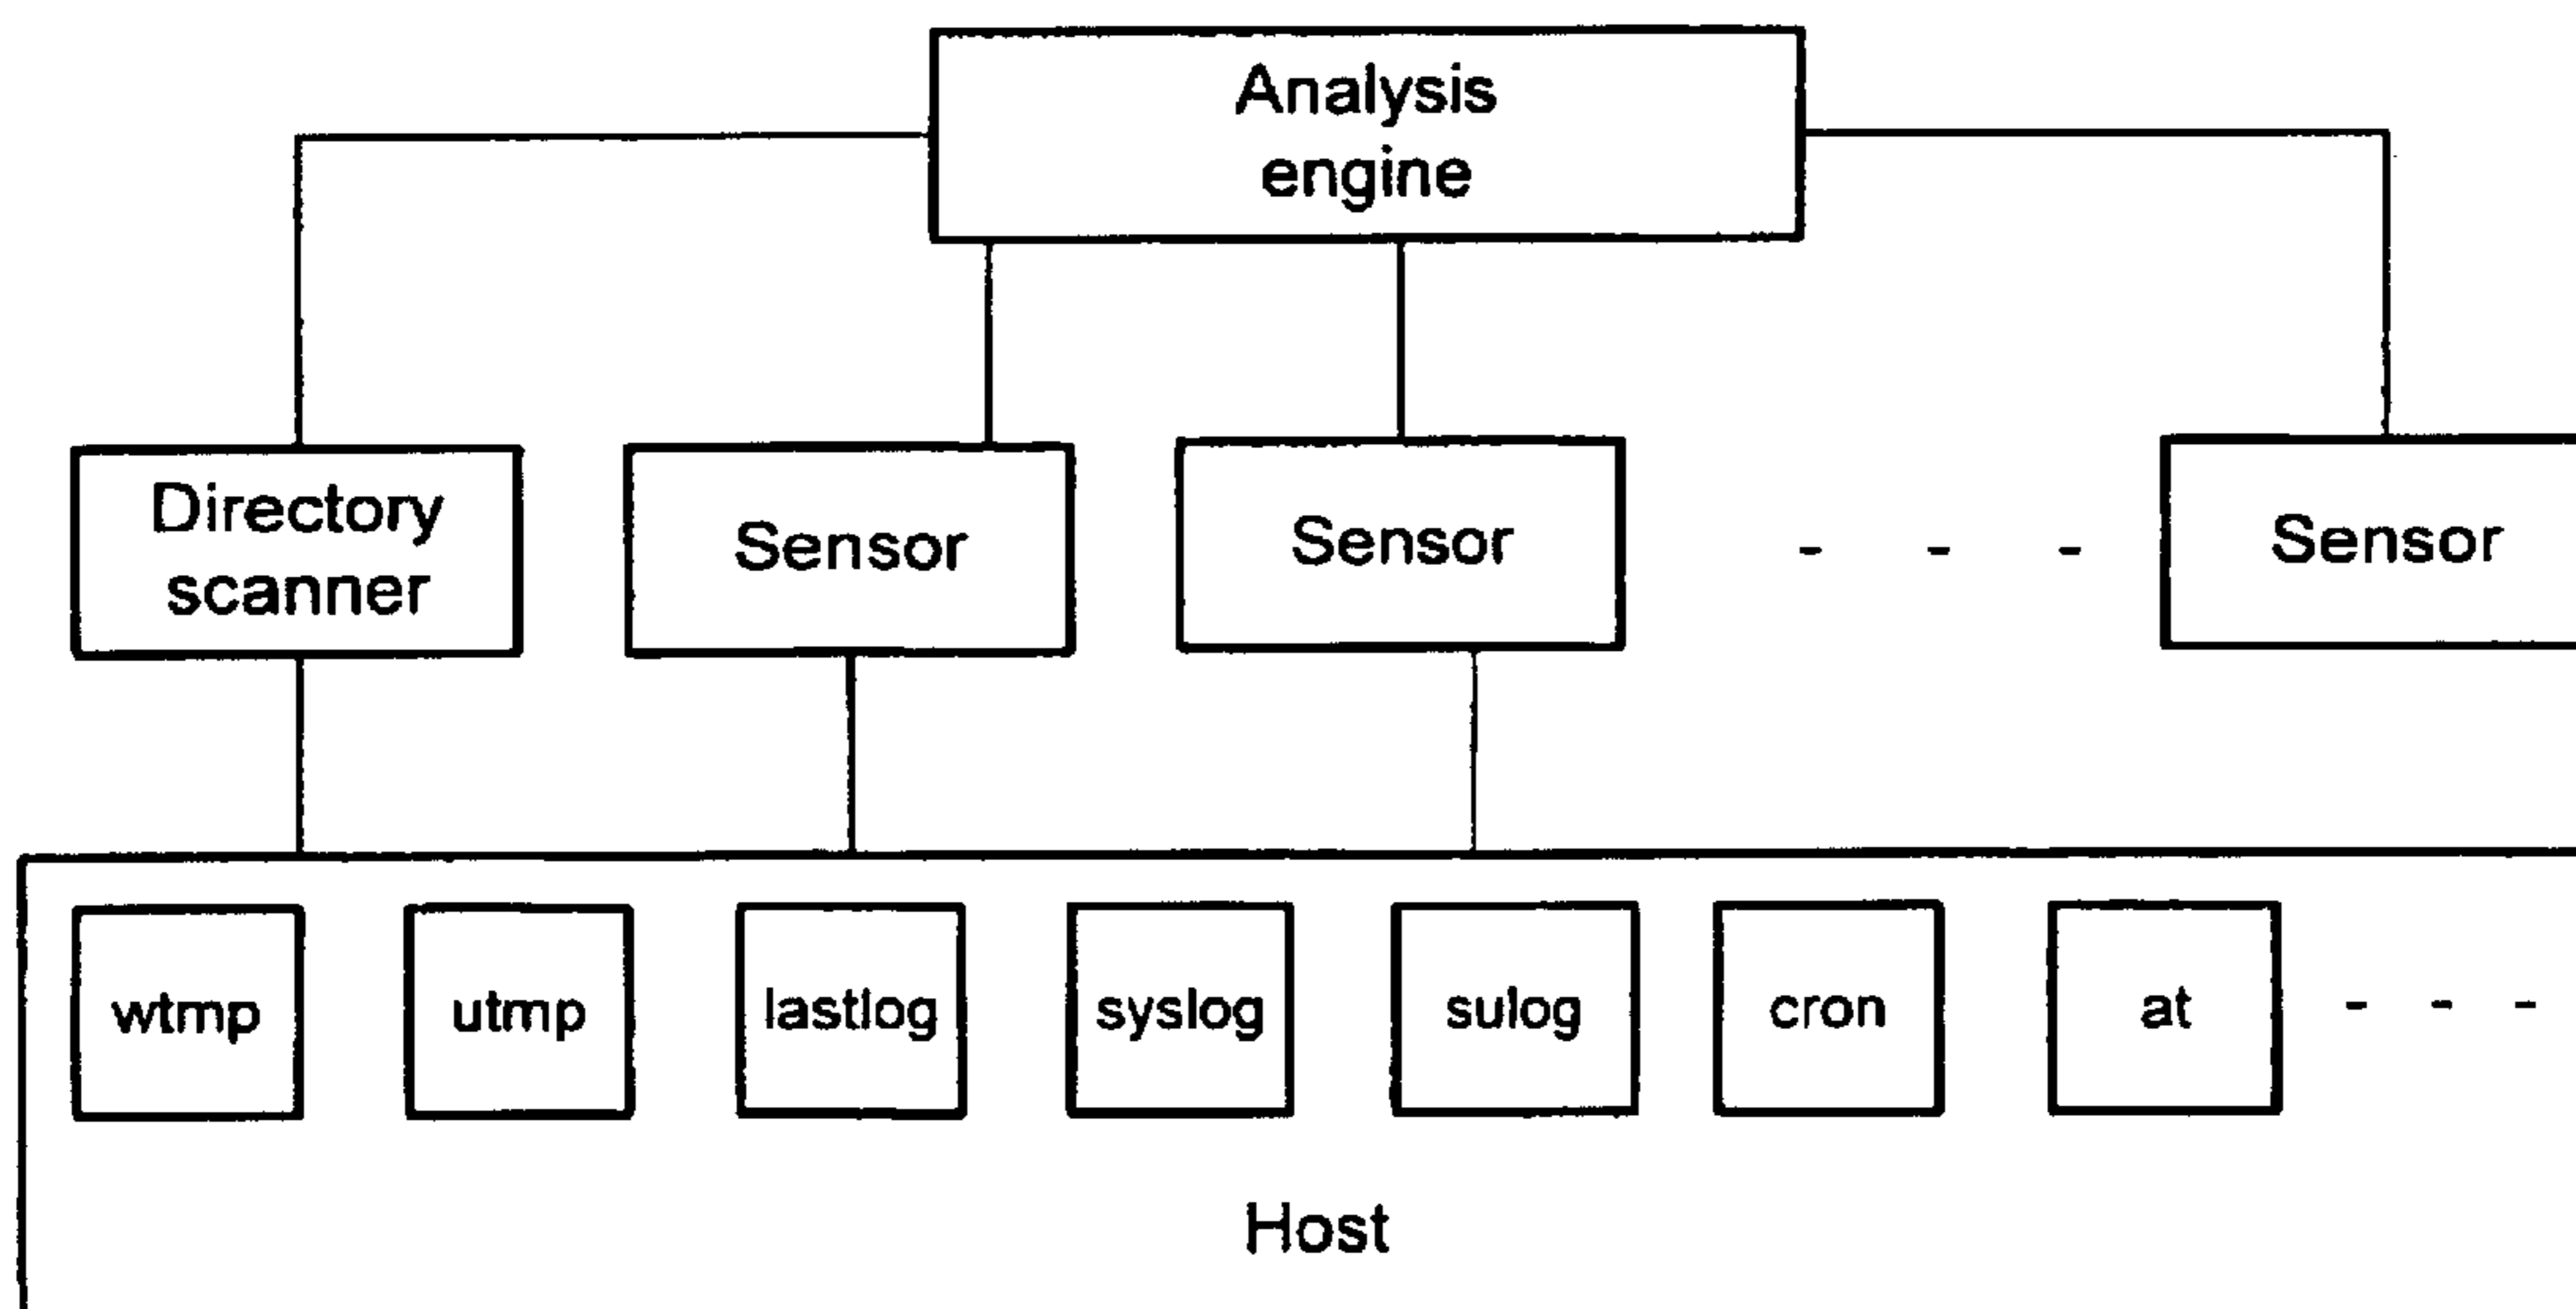 Analysis
engine
Directory
scanner
Sensor
Sensor
- - -
Sensor
wtmp
utmp
lastlog
syslog
sulog
cron
at
- - -
Host